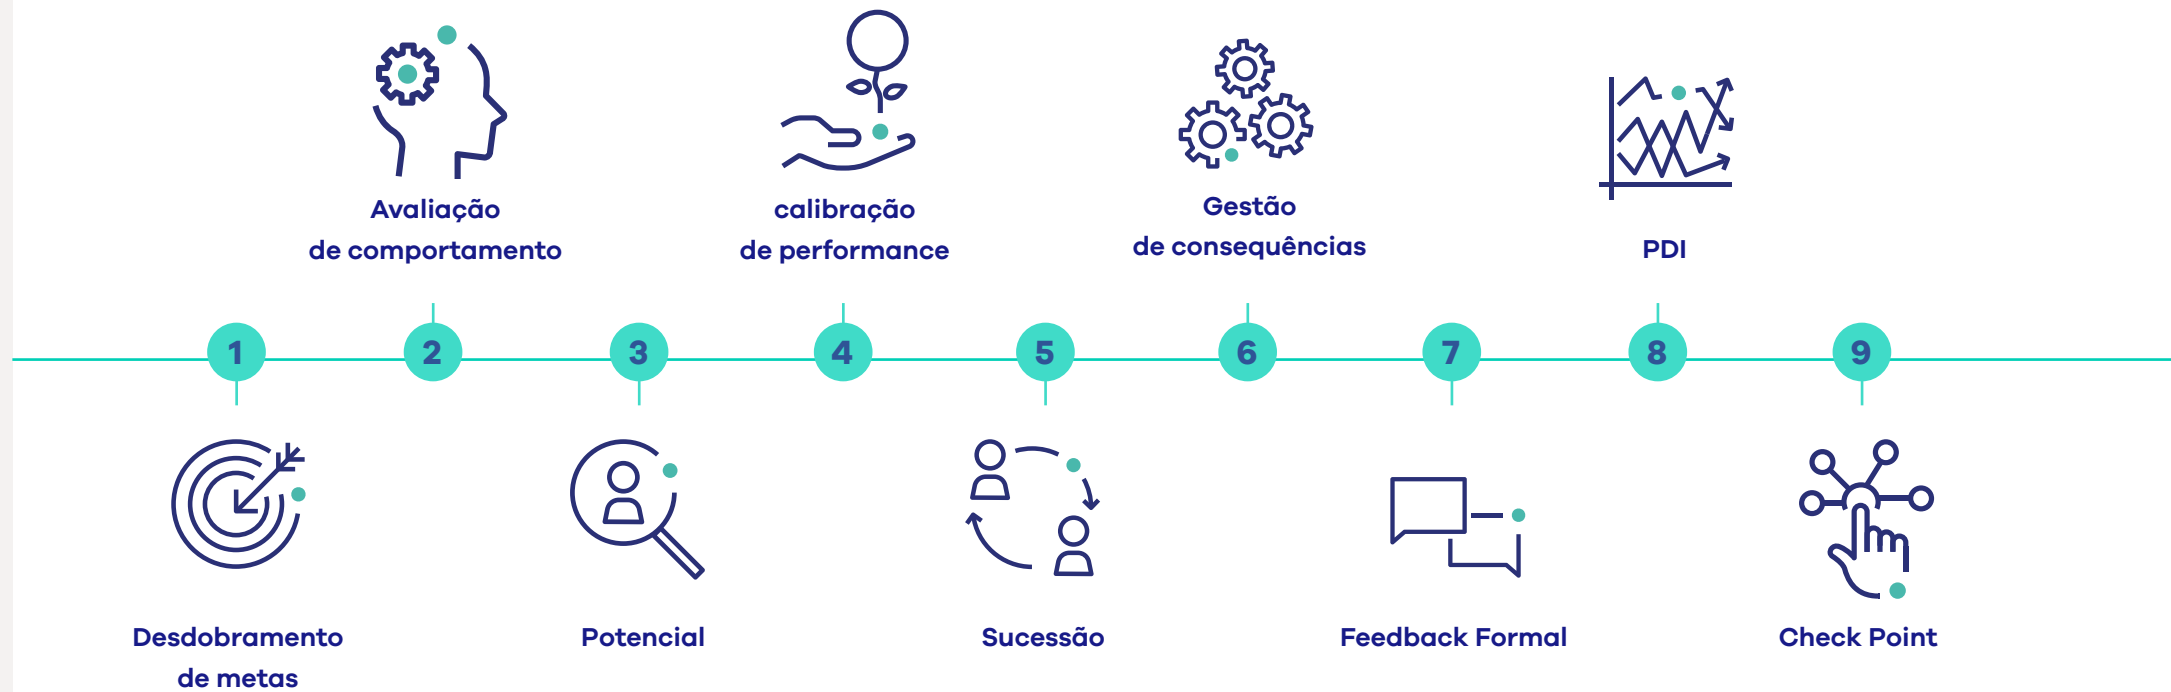 Avaliação
de comportamento
calibração
de performance
Gestão
de consequências
PDI
1
2
3
4
5
6
7
8
9
Desdobramento
de metas
Potencial
Sucessão
Feedback Formal
Check Point